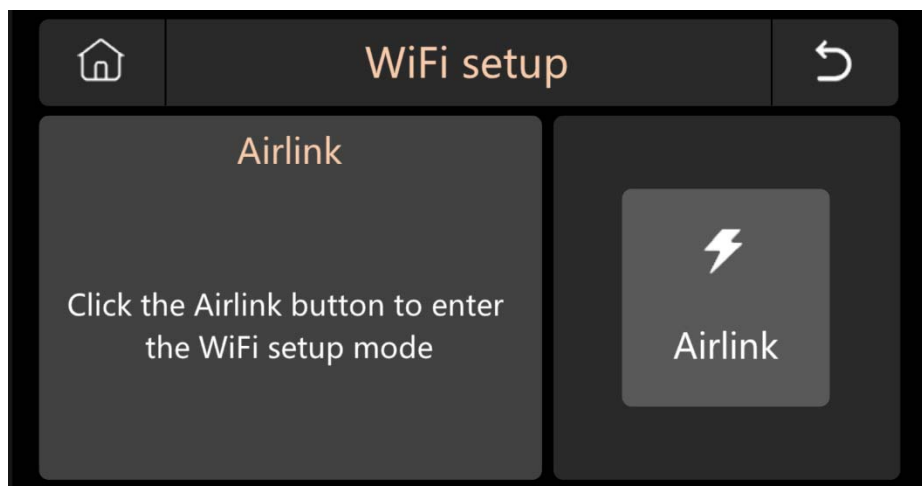 WiFi setup
Airlink
Click the Airlink button to enter
the WiFi setup mode
Airlink